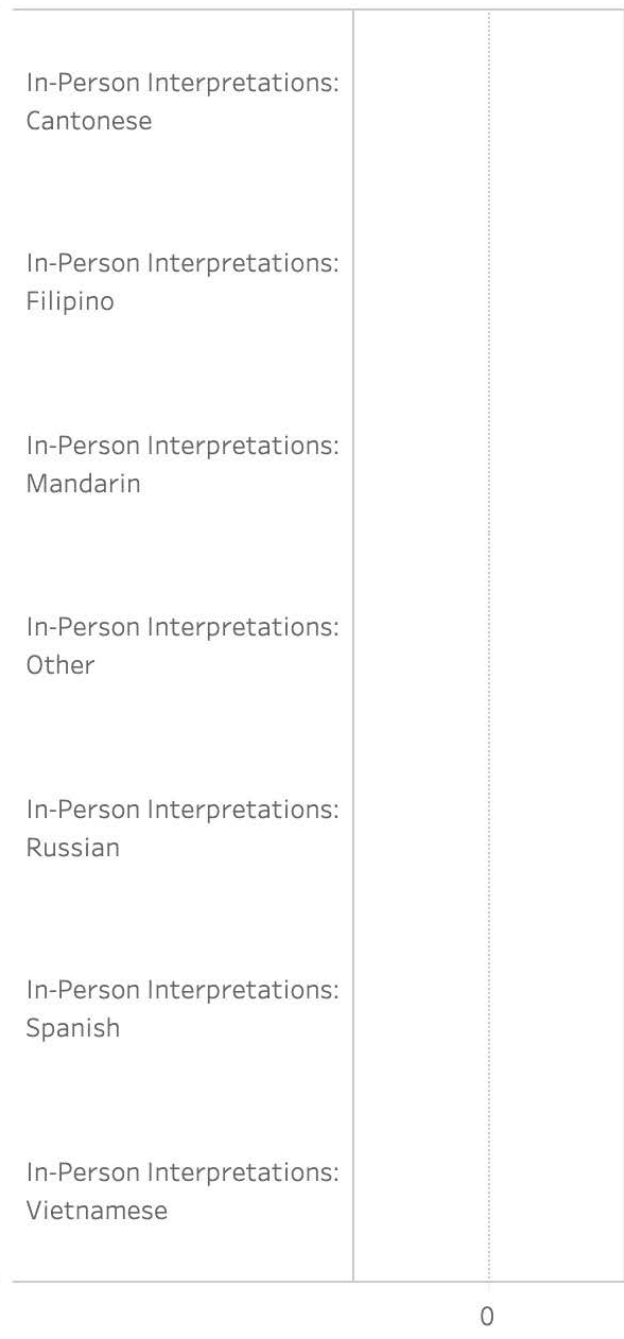 In-Person Interpretations:
Cantonese
In-Person Interpretations:
Filipino
In-Person Interpretations:
Mandarin
In-Person Interpretations:
Other
In-Person Interpretations:
Russian
In-Person Interpretations:
Spanish
In-Person Interpretations:
Vietnamese
0